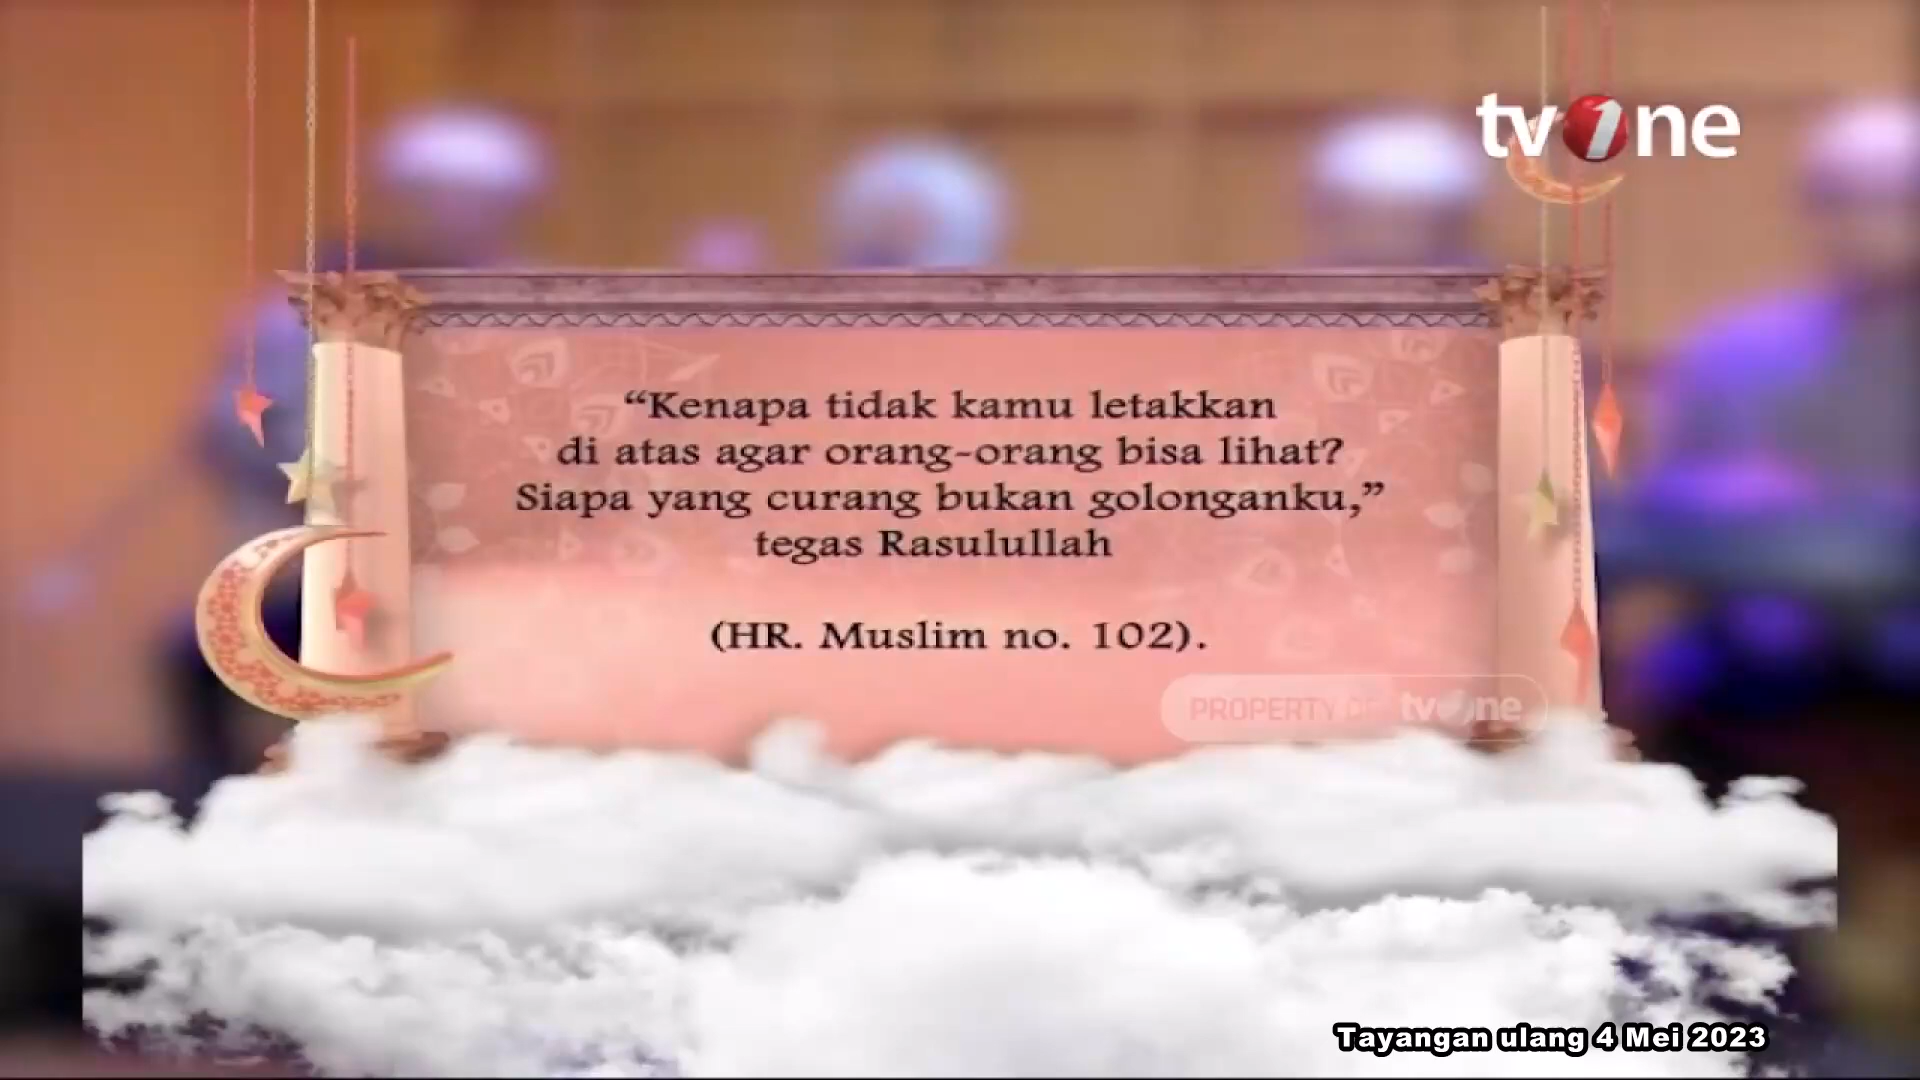 tvOne
“Kenapa tidak kamu letakkan
di atas agar orang-orang bisa lihat?
Siapa yang curang bukan golonganku,”
tegas Rasulullah
(HR. Muslim no. 102).
PROPERTY OF tvOne
Tayangan ulang 4 Mei 2023